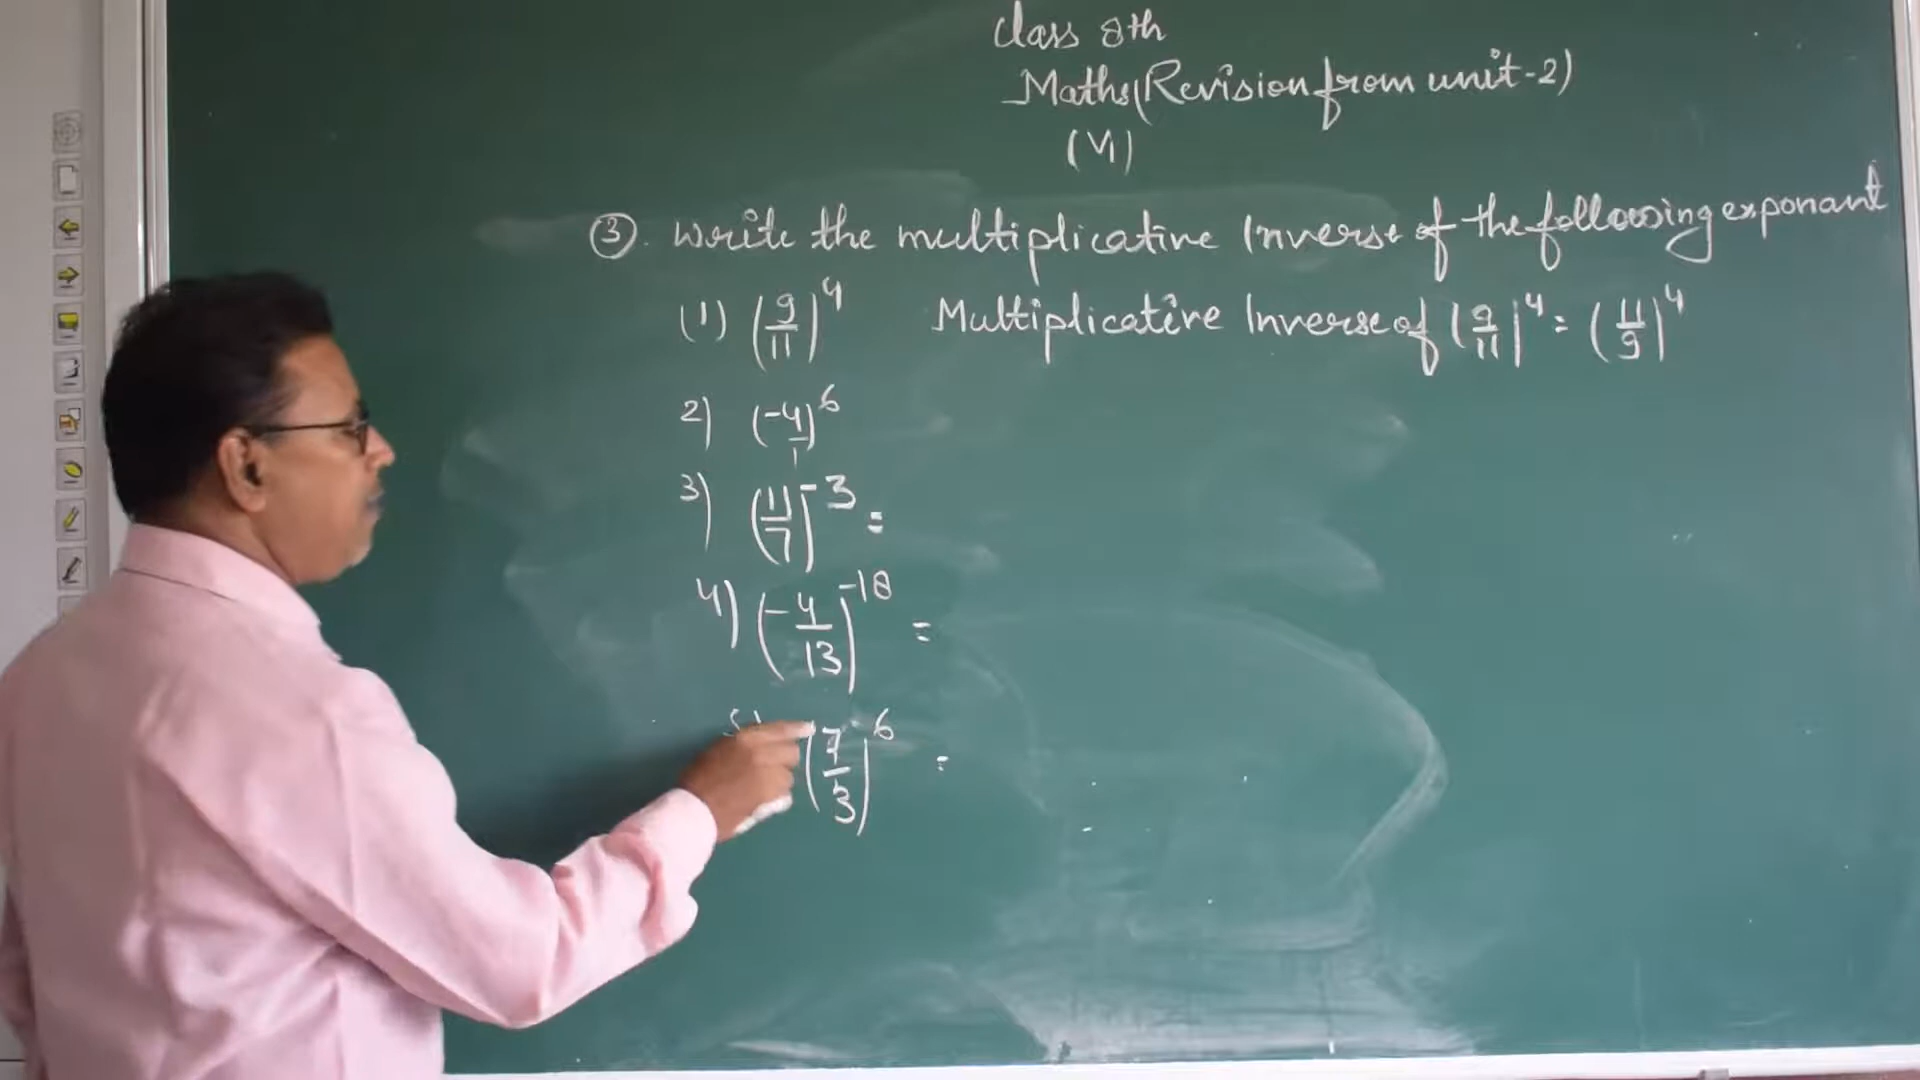 Class 8th
Maths (Revision from unit-2)
(VI)
(3). Write the multiplicative Inverse of the following exponant
(1) (9/11)^4 Multiplicative Inverse of (9/11)^4 = (11/9)^4
2) (-4/1)^6
3) (11/7)^-3 =
4) (-4/13)^-18 =
5) (7/3)^6 =